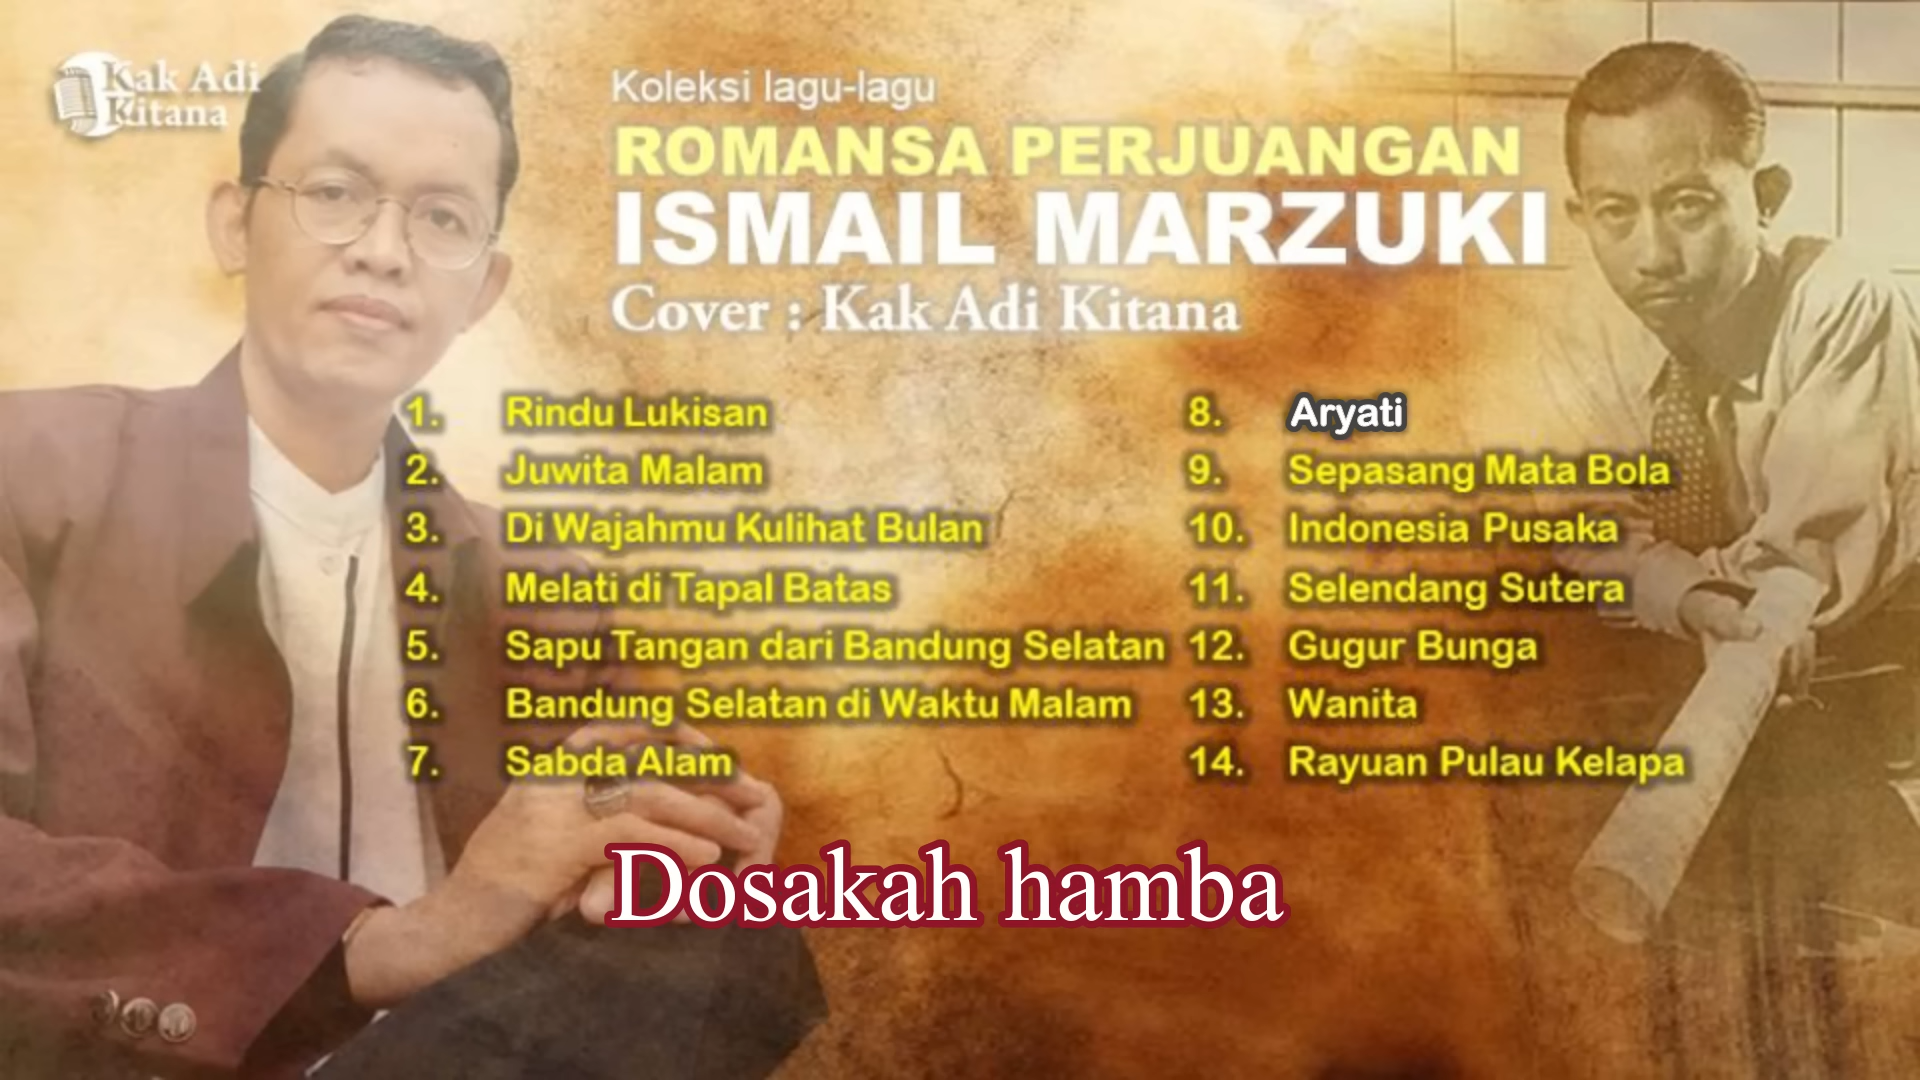 Kak Adi
Kitana
Koleksi lagu-lagu
ROMANSA PERJUANGAN
ISMAIL MARZUKI
Cover : Kak Adi Kitana
1. Rindu Lukisan
2. Juwita Malam
3. Di Wajahmu Kulihat Bulan
4. Melati di Tapal Batas
5. Sapu Tangan dari Bandung Selatan
6. Bandung Selatan di Waktu Malam
7. Sabda Alam
8. Aryati
9. Sepasang Mata Bola
10. Indonesia Pusaka
11. Selendang Sutera
12. Gugur Bunga
13. Wanita
14. Rayuan Pulau Kelapa
Dosakah hamba